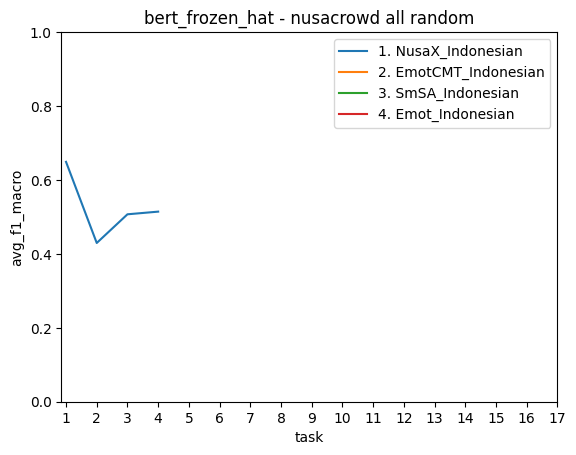 bert_frozen_hat - nusacrowd all random
1.0
0.8
0.6
0.4
0.2
0.0
avg_f1_macro
1. NusaX_Indonesian
2. EmotCMT_Indonesian
3. SmSA_Indonesian
4. Emot_Indonesian
1 2 3 4 5 6 7 8 9 10 11 12 13 14 15 16 17
task